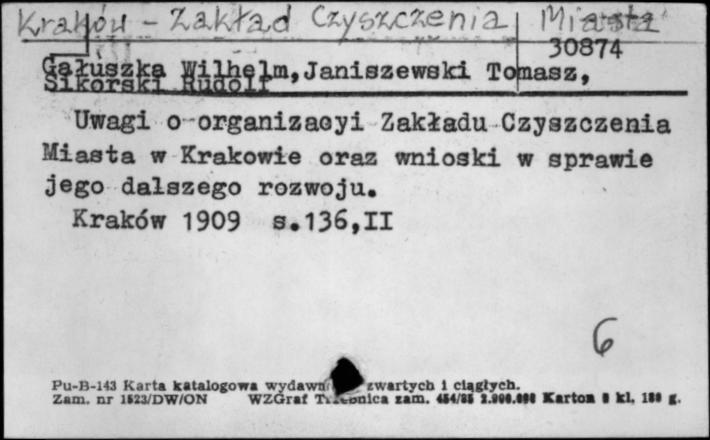 Kraków - Zakład Czyszczenia Miasta
30874
Gałuszka Wilhelm, Janiszewski Tomasz,
Sikorski Rudolf
Uwagi o organizacyi Zakładu Czyszczenia
Miasta w Krakowie oraz wnioski w sprawie
jego dalszego rozwoju.
Kraków 1909 s.136,II
6
Pu-B-143 Karta katalogowa zwartych i ciągłych.
Zam. nr 1523/DW/ON WZGraf zam. Karton kl. g.